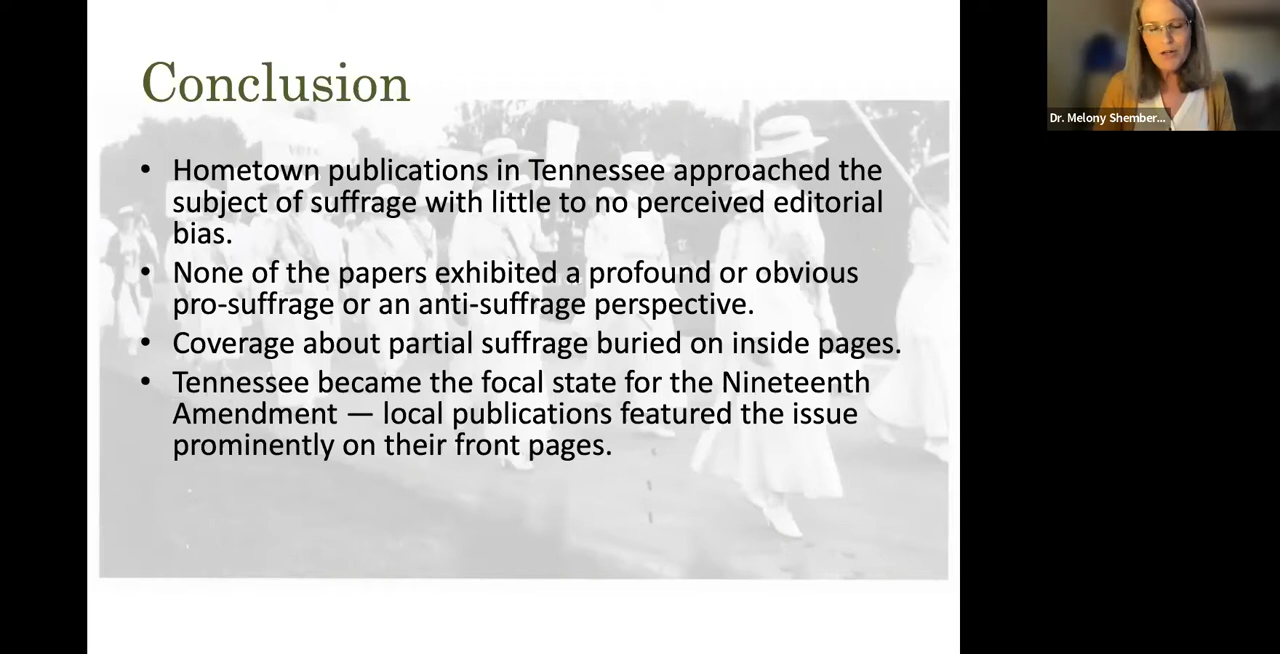 Conclusion
• Hometown publications in Tennessee approached the
subject of suffrage with little to no perceived editorial
bias.
• None of the papers exhibited a profound or obvious
pro-suffrage or an anti-suffrage perspective.
• Coverage about partial suffrage buried on inside pages.
• Tennessee became the focal state for the Nineteenth
Amendment — local publications featured the issue
prominently on their front pages.
Dr. Melony Shember...